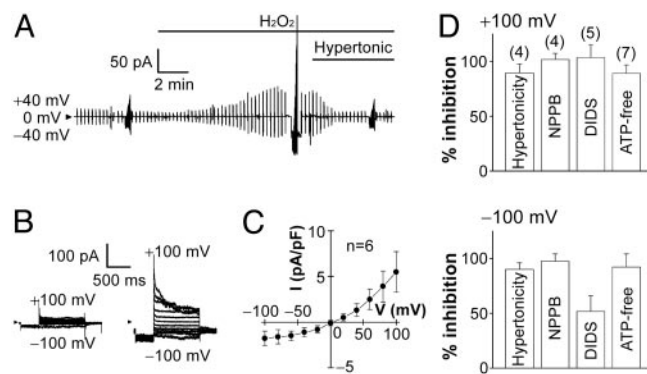 A
H₂O₂
50 pA
2 min
Hypertonic
+40 mV
0 mV
−40 mV
B
100 pA
500 ms
+100 mV
+100 mV
−100 mV
−100 mV
C
I (pA/pF)
10
n=6
5
V (mV)
−100 −50
0 50 100
−5
D
+100 mV
% inhibition
100
50
0
(4) (4) (5) (7)
Hypertonicity
NPPB
DIDS
ATP-free
−100 mV
% inhibition
100
50
0
Hypertonicity
NPPB
DIDS
ATP-free